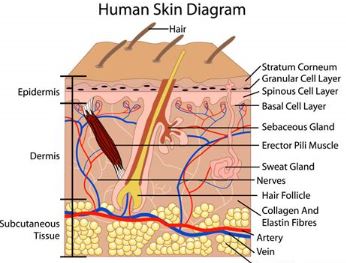 Human Skin Diagram
Hair
Stratum Corneum
Granular Cell Layer
Spinous Cell Layer
Basal Cell Layer
Sebaceous Gland
Erector Pili Muscle
Sweat Gland
Nerves
Hair Follicle
Collagen And
Elastin Fibres
Artery
Vein
Epidermis
Dermis
Subcutaneous
Tissue